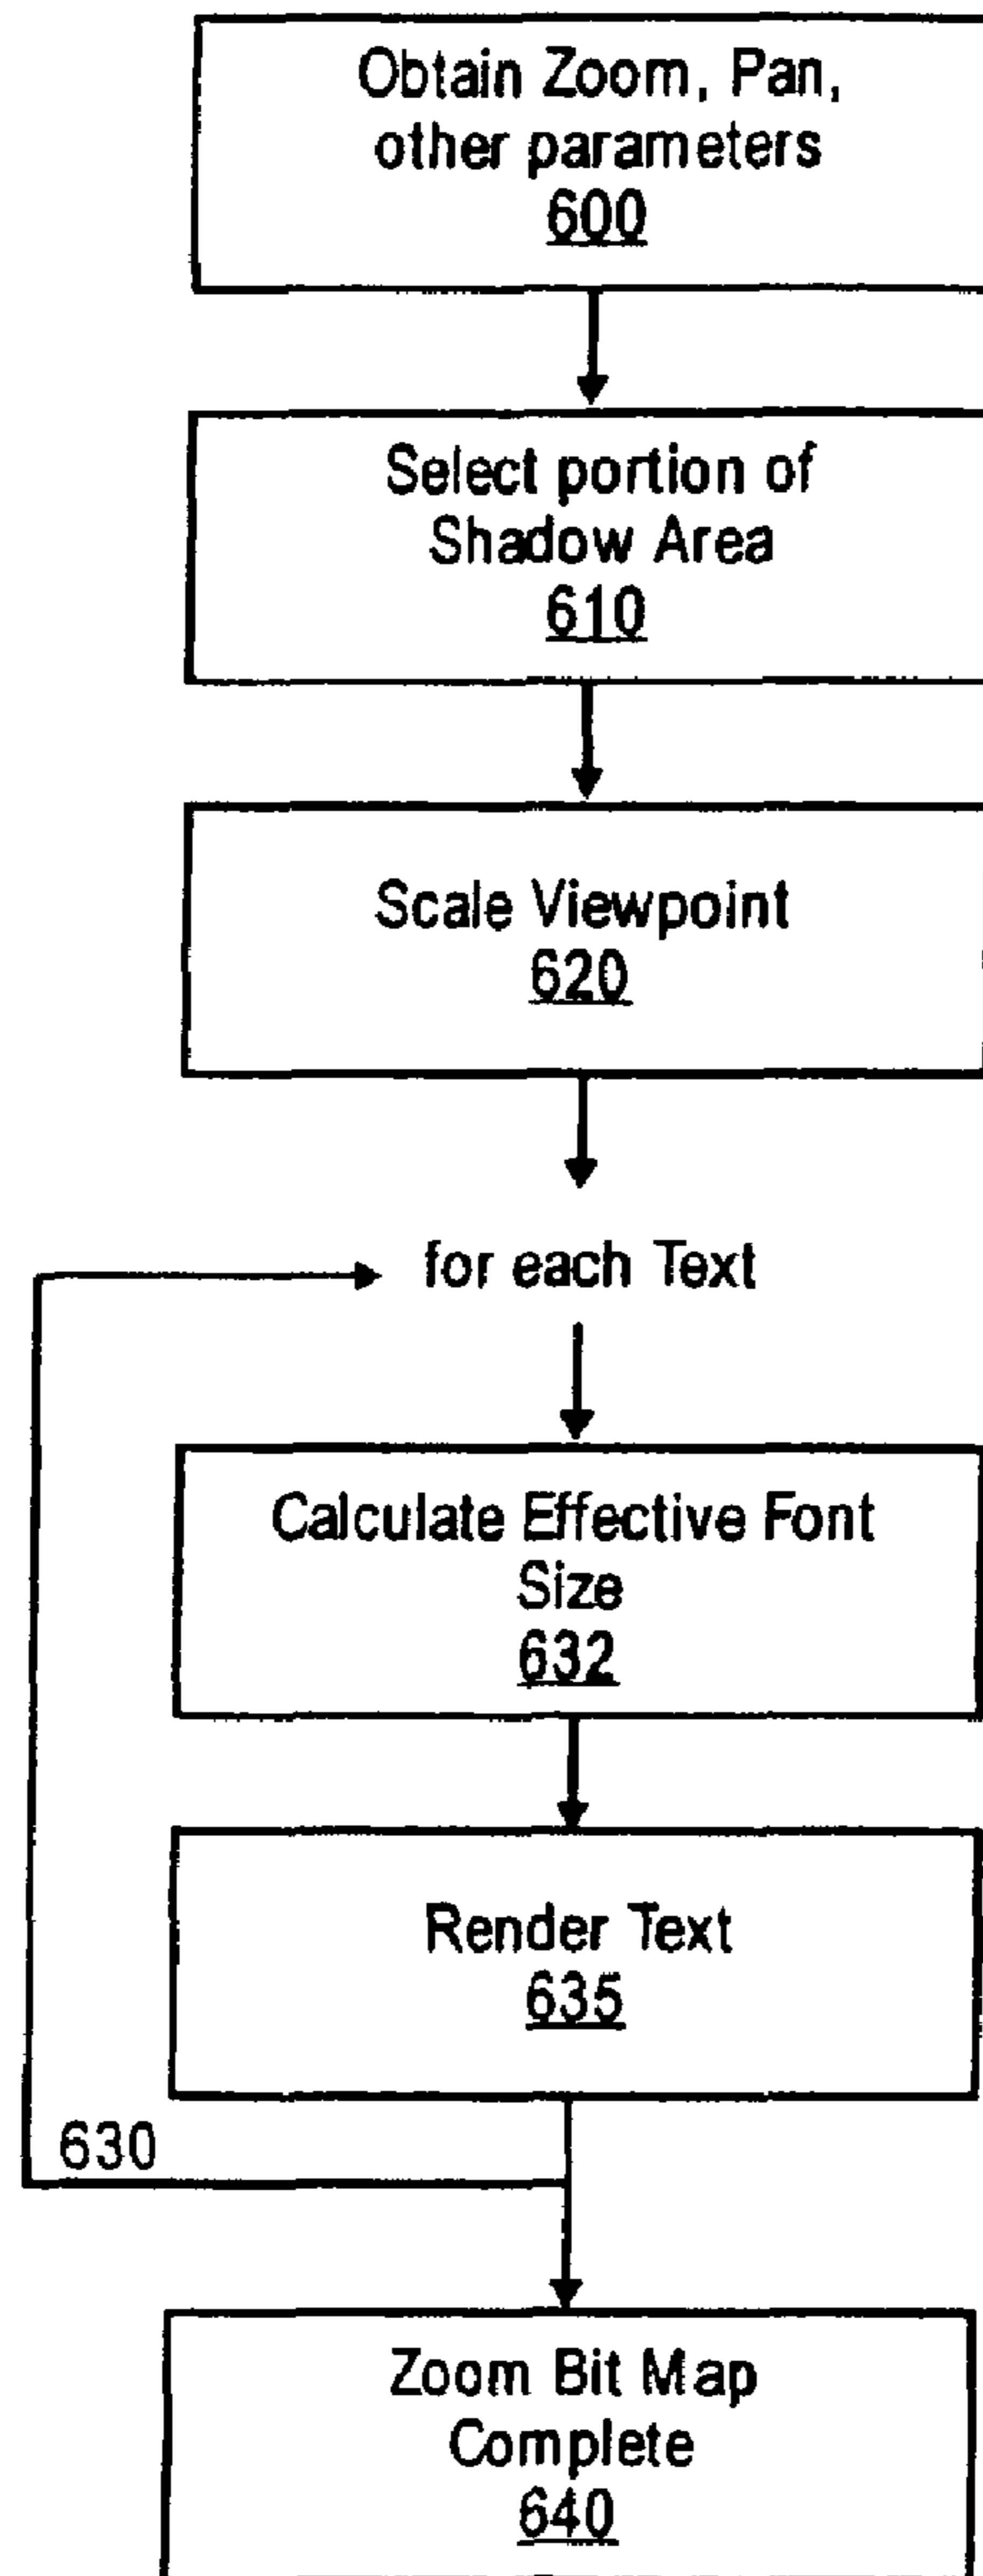 Obtain Zoom, Pan,
other parameters
600
Select portion of
Shadow Area
610
Scale Viewpoint
620
for each Text
Calculate Effective Font
Size
632
Render Text
635
630
Zoom Bit Map
Complete
640